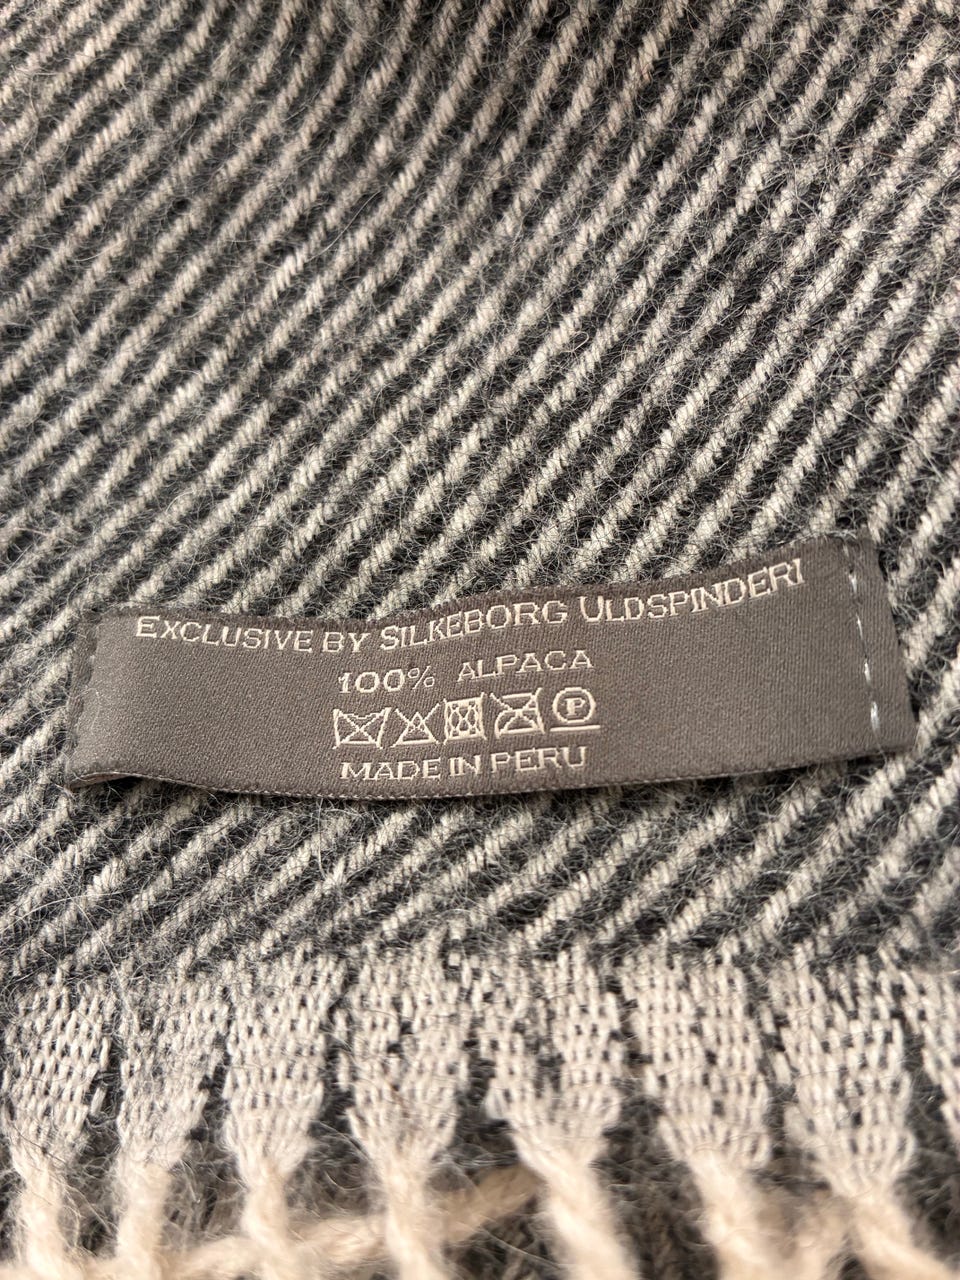 EXCLUSIVE BY SILKEBORG ULDSPINDERI
100% ALPACA
P
MADE IN PERU